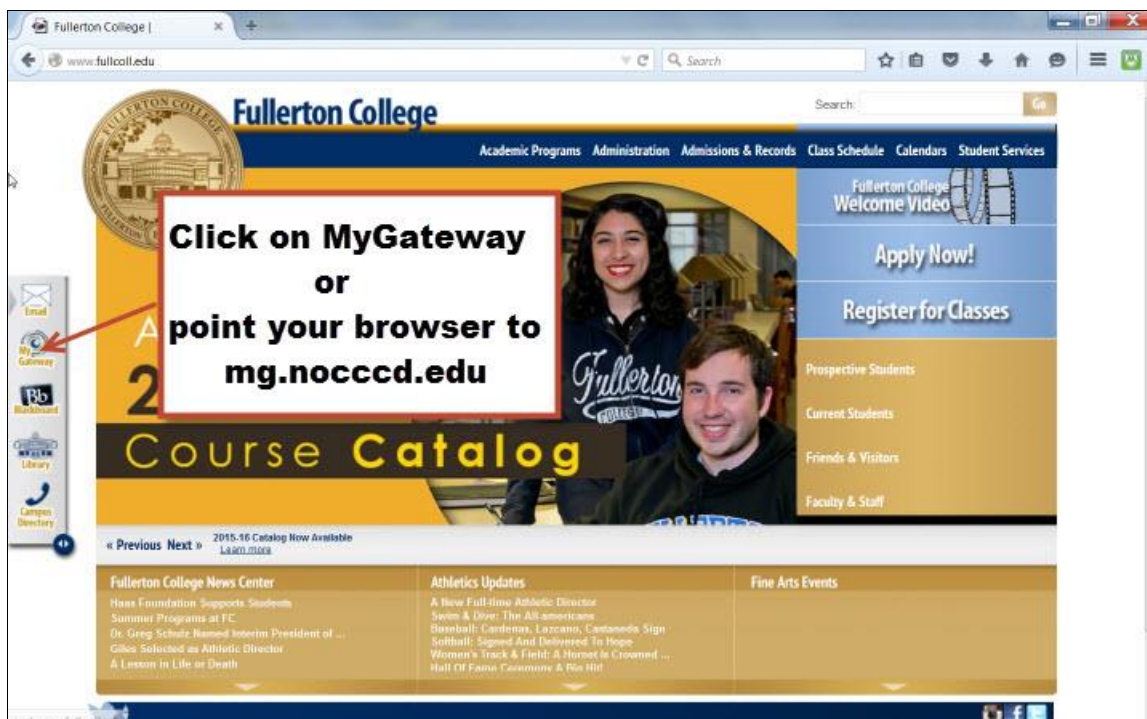 Fullerton College |
www.fullcoll.edu
Search
FULLERTON COLLEGE
Fullerton College
Search:
Go
Academic Programs Administration Admissions & Records Class Schedule Calendars Student Services
Fullerton College
Welcome Video
Apply Now!
Register for Classes
Prospective Students
Current Students
Friends & Visitors
Faculty & Staff
Click on MyGateway
or
point your browser to
mg.nocccd.edu
Email
My
Gateway
Bb
Blackboard
Library
Campus
Directory
A
2
Course Catalog
Fullerton
COLLEGE
« Previous Next »
2015-16 Catalog Now Available
Learn more
Fullerton College News Center
Haas Foundation Supports Students
Summer Programs at FC
Dr. Greg Schulz Named Interim President of ...
Giles Selected as Athletic Director
A Lesson in Life or Death
Athletics Updates
A New Full-time Athletic Director
Swim & Dive: The All-americans
Baseball: Cardenas, Lazcano, Castaneda Sign
Softball: Signed And Delivered To Hope
Women's Track & Field: A Hornet Is Crowned ...
Hall Of Fame Ceremony A Big Hit!
Fine Arts Events